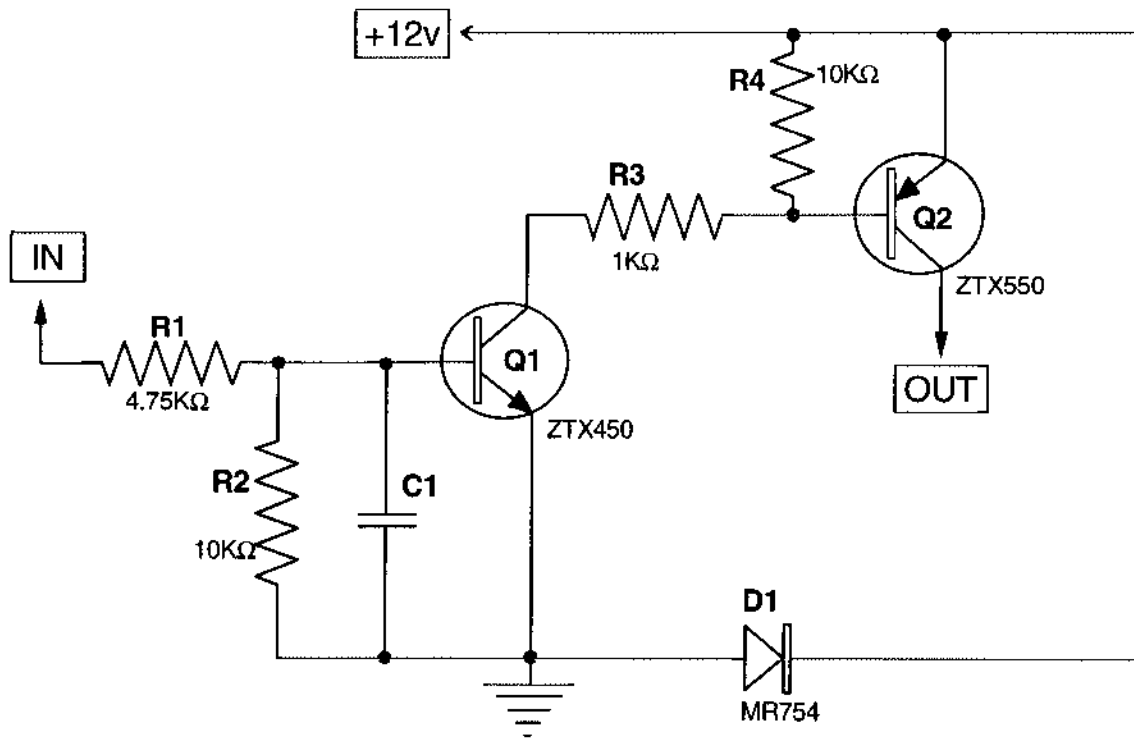 +12v
R4
10KΩ
R3
1KΩ
Q2
ZTX550
IN
R1
4.75KΩ
Q1
ZTX450
OUT
R2
10KΩ
C1
D1
MR754